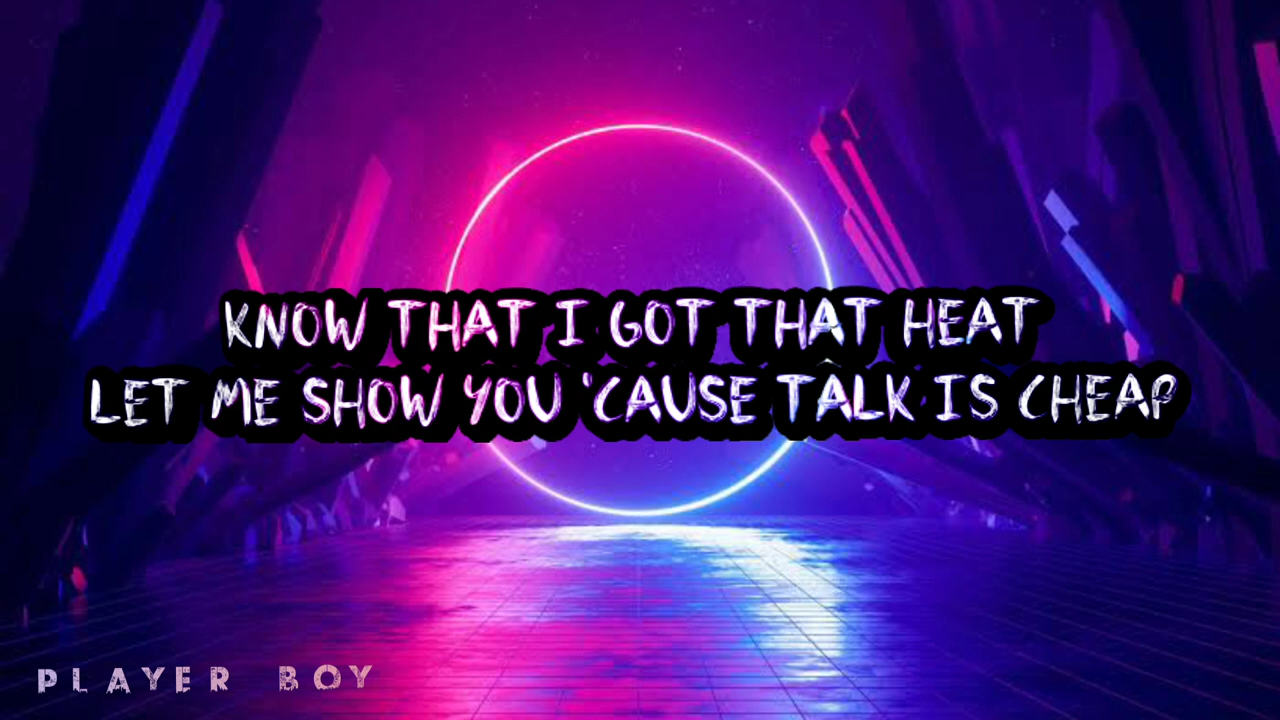 KNOW THAT I GOT THAT HEAT
LET ME SHOW YOU 'CAUSE TALK IS CHEAP
PLAYER BOY